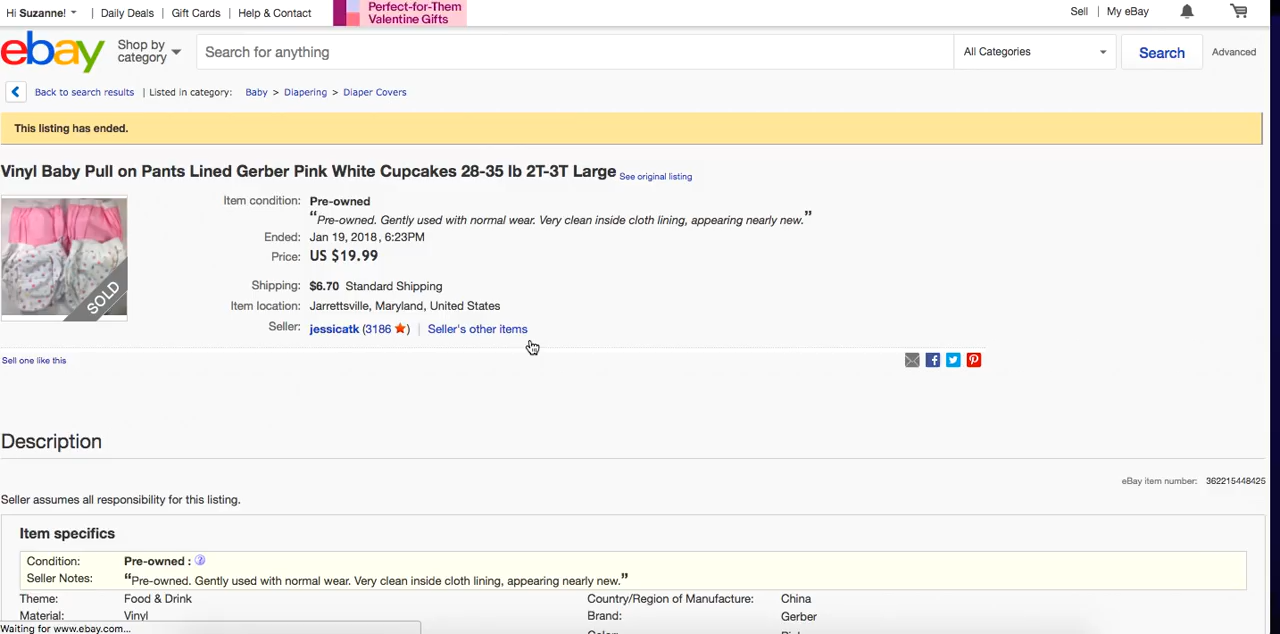 Hi Suzanne! | Daily Deals | Gift Cards | Help & Contact
Perfect-for-Them
Valentine Gifts
Sell | My eBay
ebay
Shop by
category
Search for anything
All Categories
Search
Advanced
Back to search results | Listed in category: Baby > Diapering > Diaper Covers
This listing has ended.
Vinyl Baby Pull on Pants Lined Gerber Pink White Cupcakes 28-35 lb 2T-3T Large See original listing
SOLD
Item condition: Pre-owned
“Pre-owned. Gently used with normal wear. Very clean inside cloth lining, appearing nearly new.”
Ended: Jan 19, 2018 , 6:23PM
Price: US $19.99
Shipping: $6.70 Standard Shipping
Item location: Jarrettsville, Maryland, United States
Seller: jessicatk (3186 ) | Seller's other items
Sell one like this
Description
eBay item number: 362215448425
Seller assumes all responsibility for this listing.
Item specifics
Condition: Pre-owned :
Seller Notes: “Pre-owned. Gently used with normal wear. Very clean inside cloth lining, appearing nearly new.”
Theme: Food & Drink Country/Region of Manufacture: China
Material: Vinyl Brand: Gerber
Waiting for www.ebay.com...